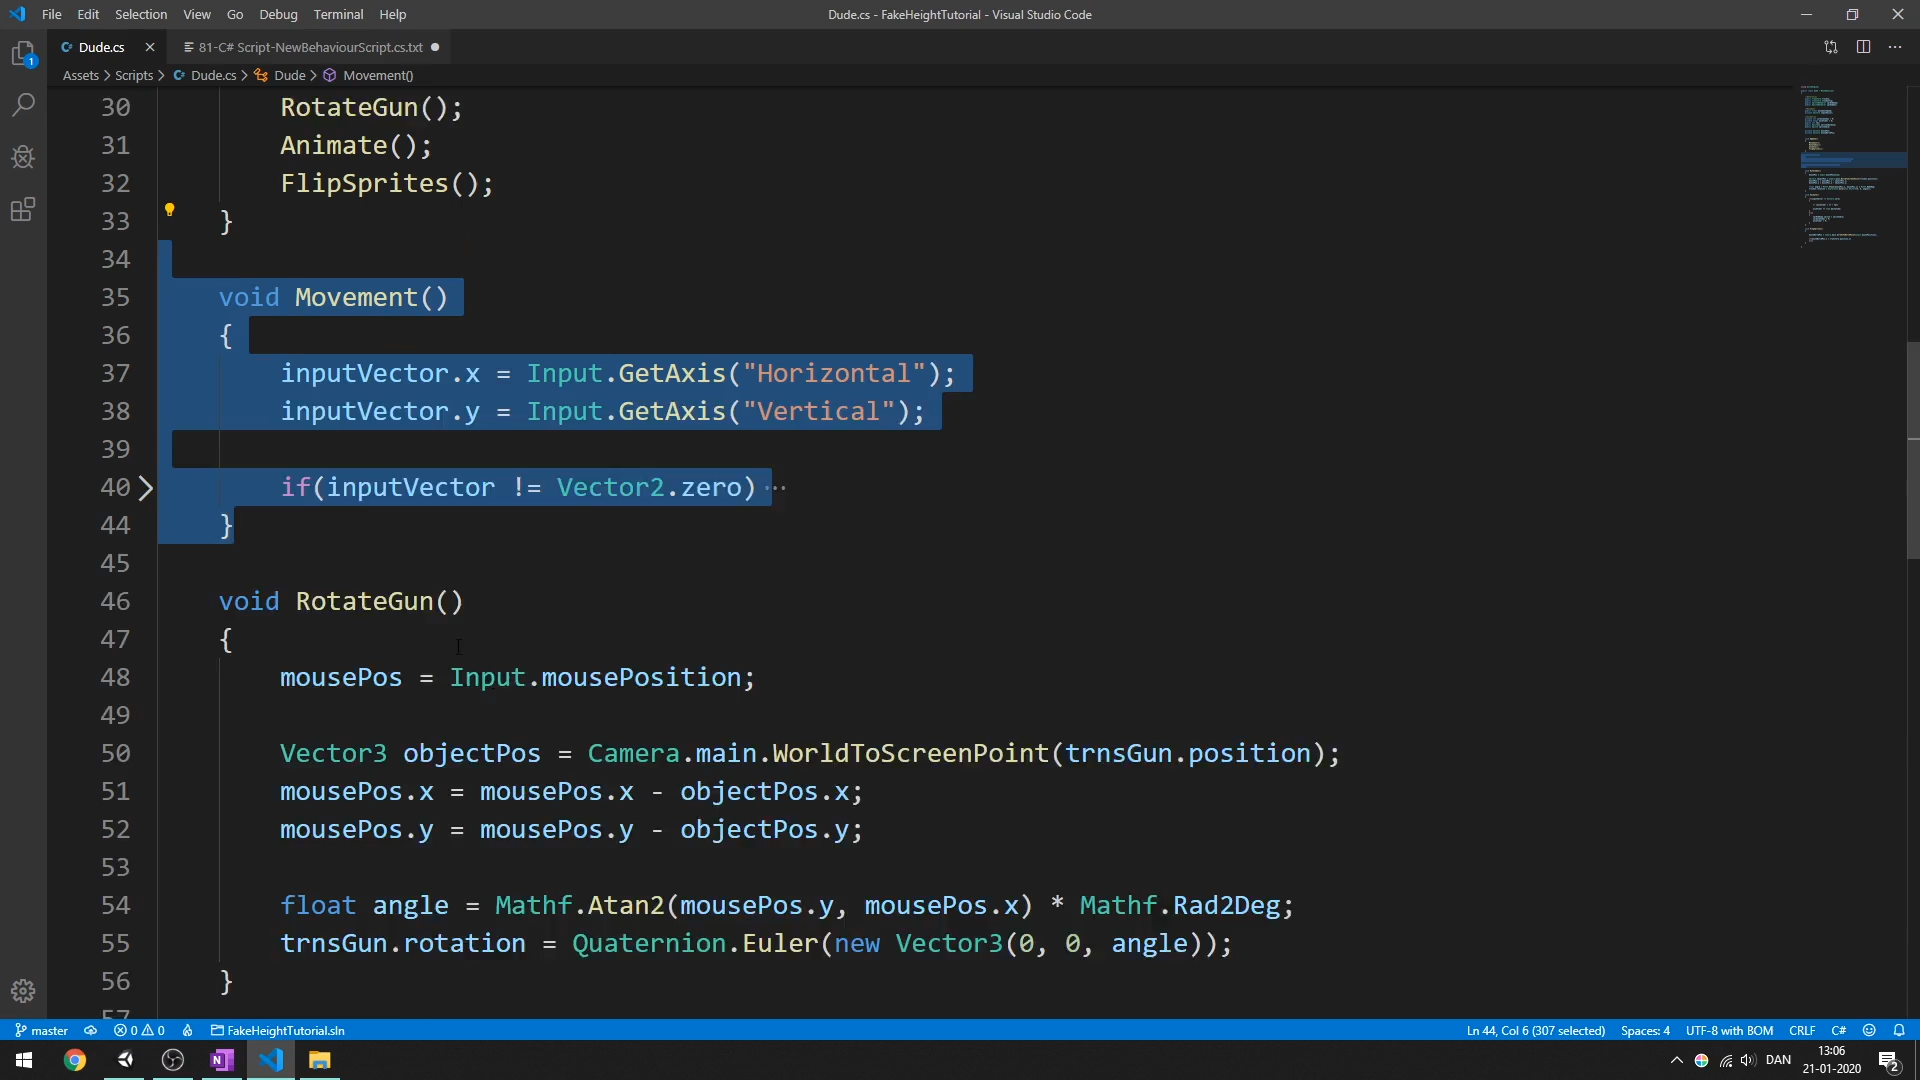 File Edit Selection View Go Debug Terminal Help
Dude.cs - FakeHeightTutorial - Visual Studio Code
Dude.cs
81-C# Script-NewBehaviourScript.cs.txt
Assets > Scripts > Dude.cs > Dude > Movement()
30 RotateGun();
31 Animate();
32 FlipSprites();
33 }
34
35 void Movement()
36 {
37 inputVector.x = Input.GetAxis("Horizontal");
38 inputVector.y = Input.GetAxis("Vertical");
39
40 if(inputVector != Vector2.zero) ···
44 }
45
46 void RotateGun()
47 {
48 mousePos = Input.mousePosition;
49
50 Vector3 objectPos = Camera.main.WorldToScreenPoint(trnsGun.position);
51 mousePos.x = mousePos.x - objectPos.x;
52 mousePos.y = mousePos.y - objectPos.y;
53
54 float angle = Mathf.Atan2(mousePos.y, mousePos.x) * Mathf.Rad2Deg;
55 trnsGun.rotation = Quaternion.Euler(new Vector3(0, 0, angle));
56 }
57
master 0 0 FakeHeightTutorial.sln
Ln 44, Col 6 (307 selected) Spaces: 4 UTF-8 with BOM CRLF C#
DAN
13:06
21-01-2020
2
1